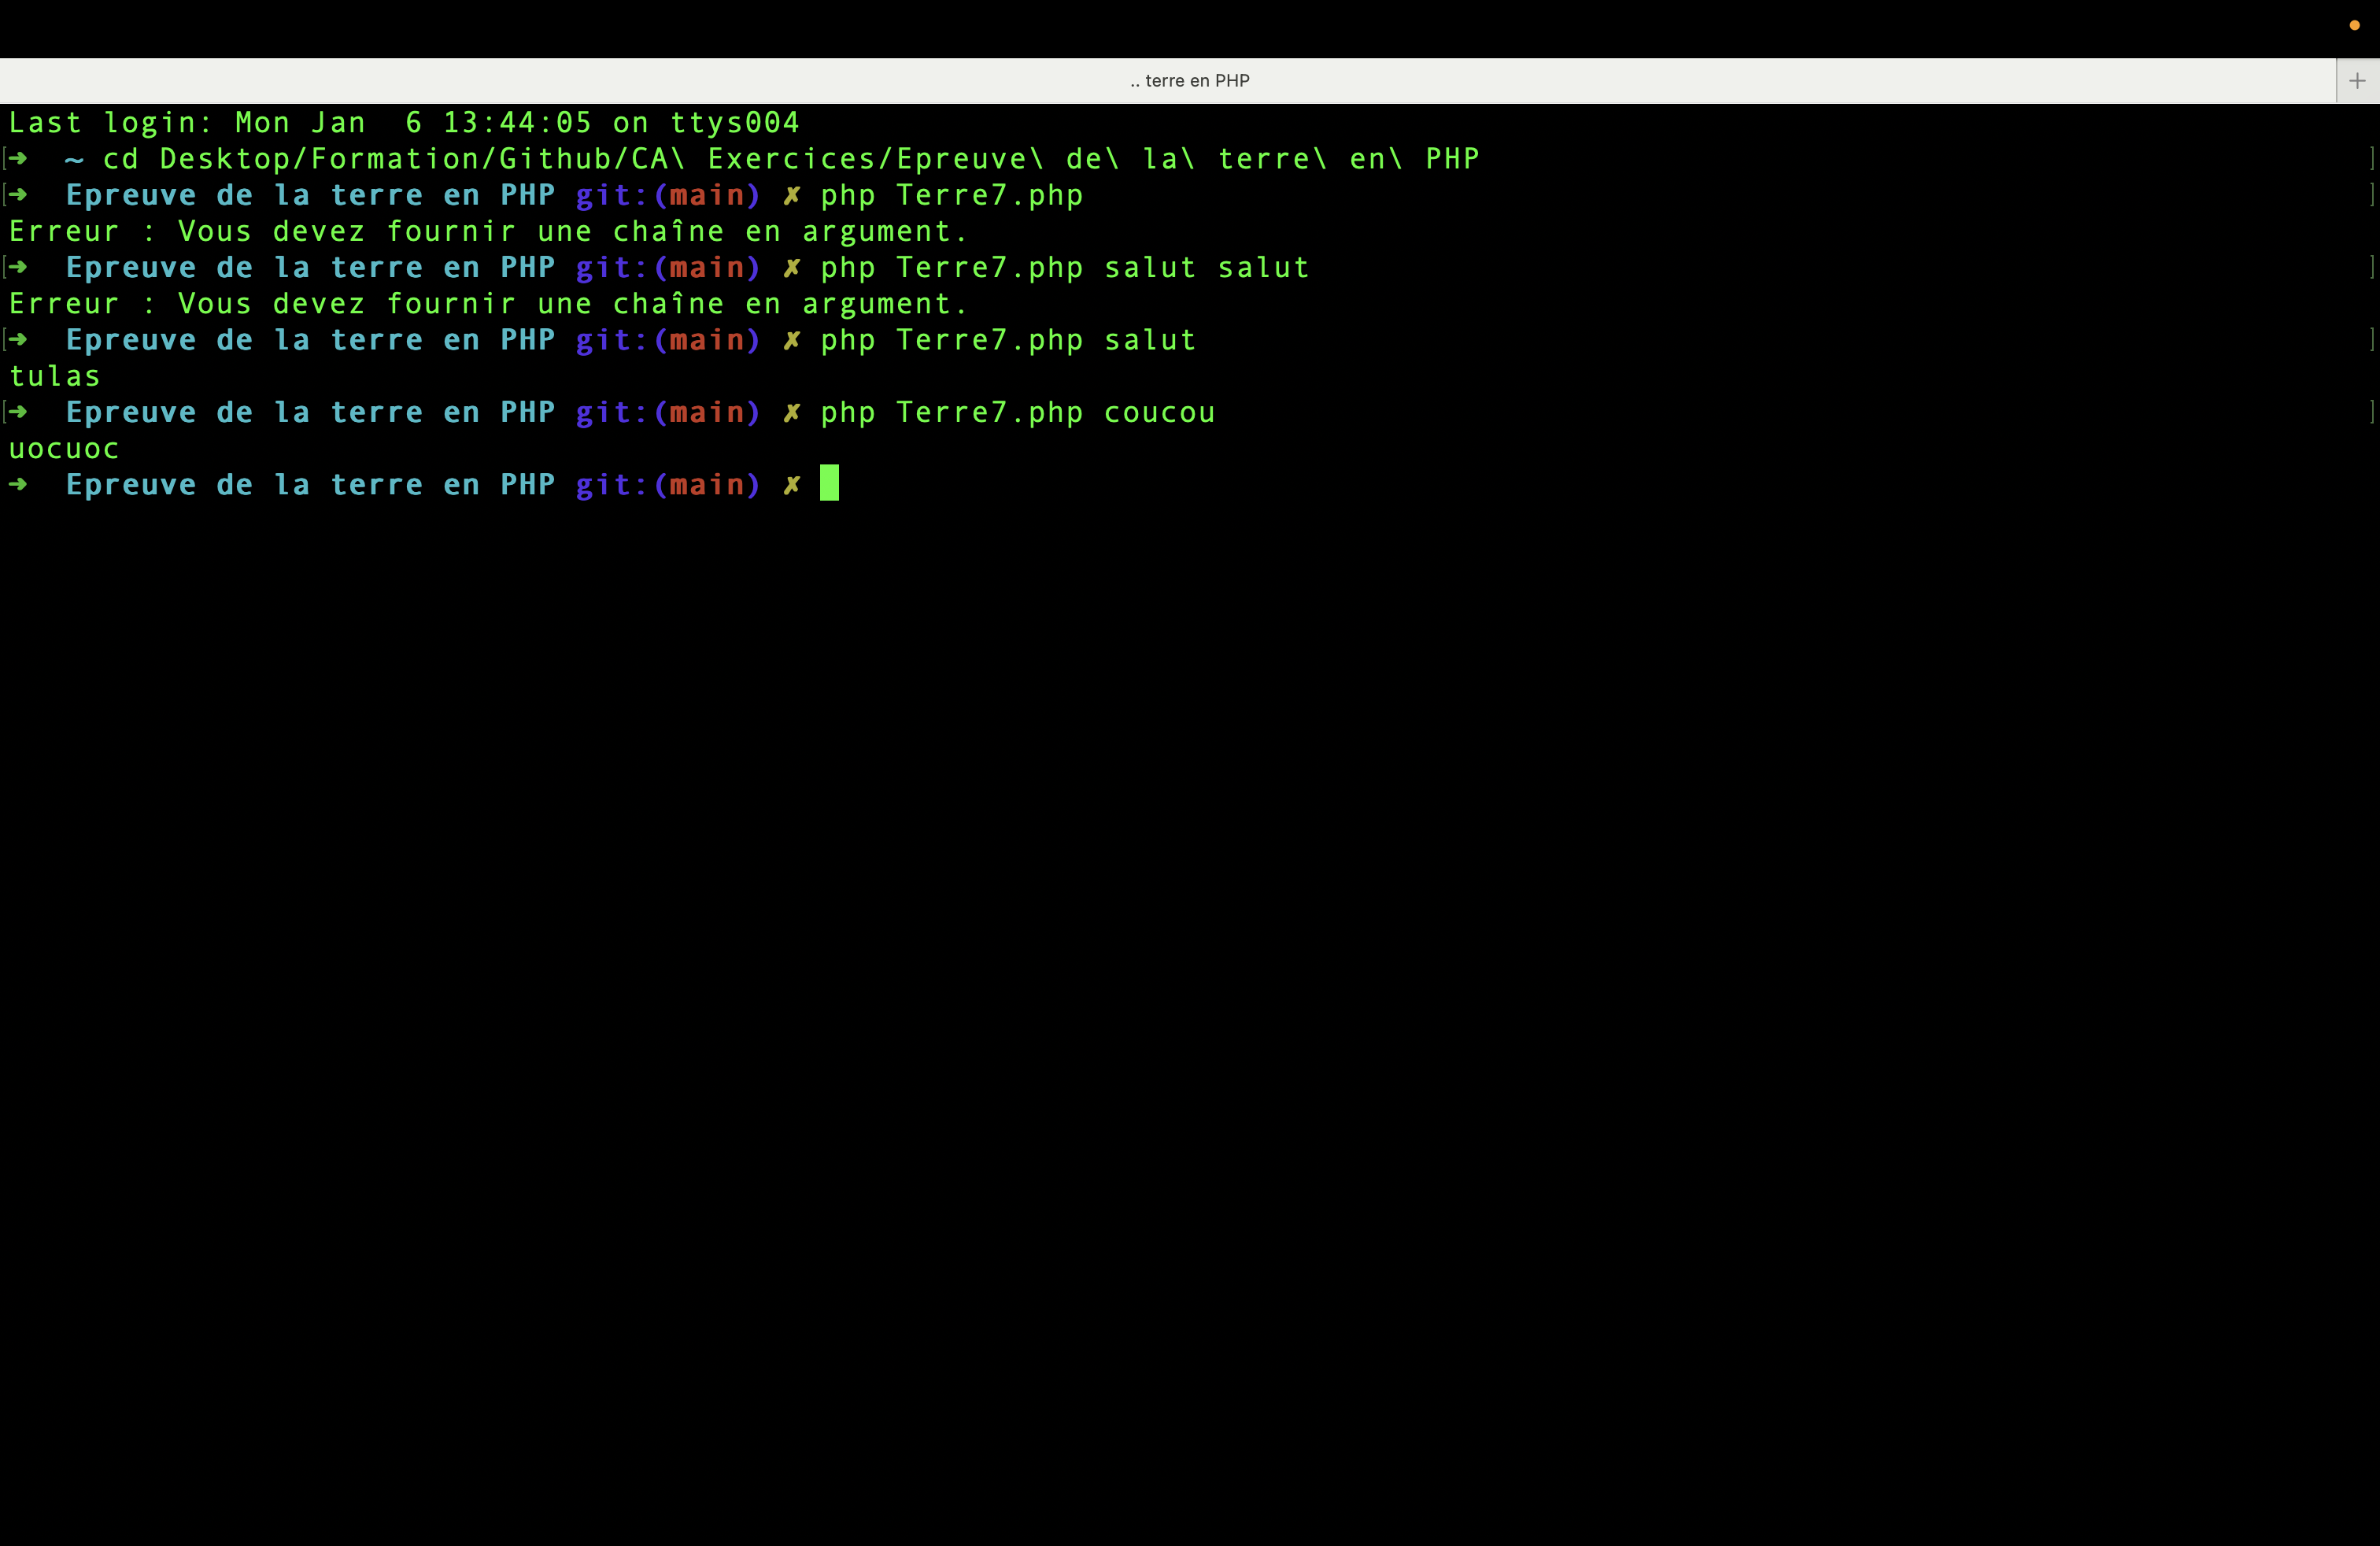 .. terre en PHP
Last login: Mon Jan  6 13:44:05 on ttys004
[➜  ~ cd Desktop/Formation/Github/CA\ Exercices/Epreuve\ de\ la\ terre\ en\ PHP ]
[➜  Epreuve de la terre en PHP git:(main) ✗ php Terre7.php ]
Erreur : Vous devez fournir une chaîne en argument.
[➜  Epreuve de la terre en PHP git:(main) ✗ php Terre7.php salut salut ]
Erreur : Vous devez fournir une chaîne en argument.
[➜  Epreuve de la terre en PHP git:(main) ✗ php Terre7.php salut ]
tulas
[➜  Epreuve de la terre en PHP git:(main) ✗ php Terre7.php coucou ]
uocuoc
➜  Epreuve de la terre en PHP git:(main) ✗